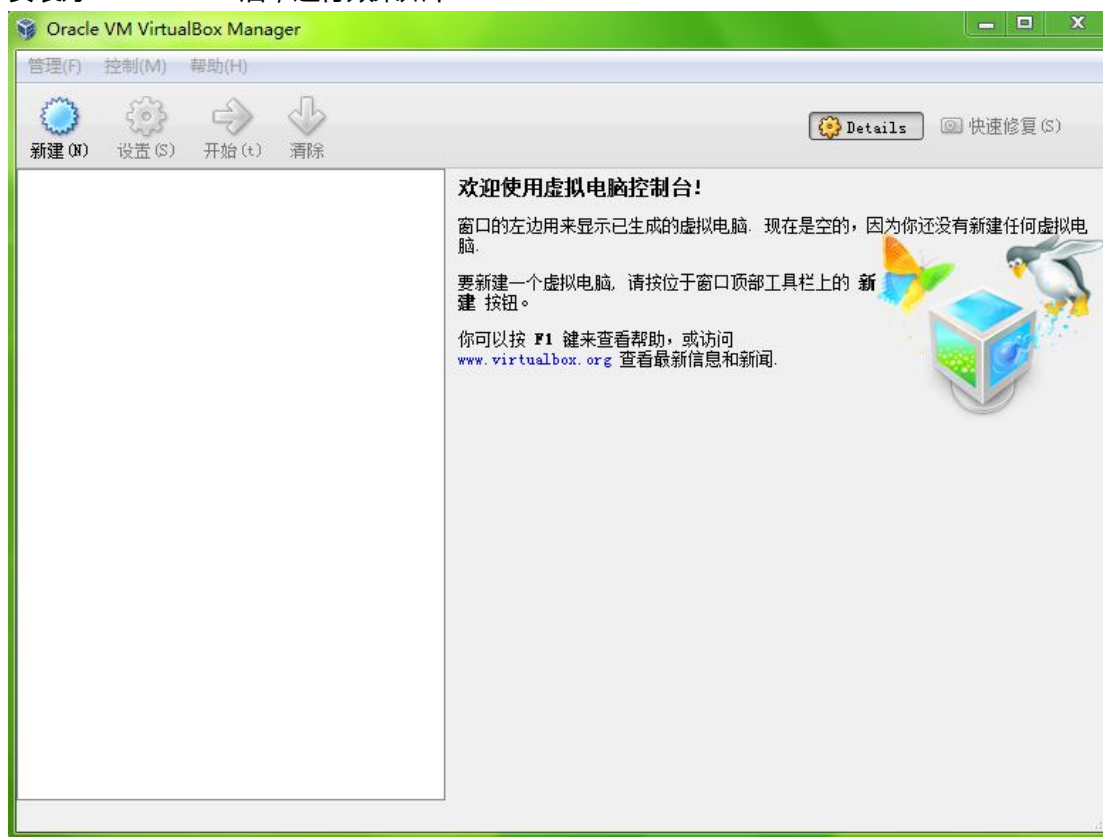 Oracle VM VirtualBox Manager
管理(F) 控制(M) 帮助(H)
新建(N) 设置(S) 开始(t) 清除
Details 快速修复(S)
欢迎使用虚拟电脑控制台!
窗口的左边用来显示已生成的虚拟电脑. 现在是空的,因为你还没有新建任何虚拟电
脑.
要新建一个虚拟电脑, 请按位于窗口顶部工具栏上的 新
建 按钮。
你可以按 F1 键来查看帮助,或访问
www.virtualbox.org 查看最新信息和新闻.